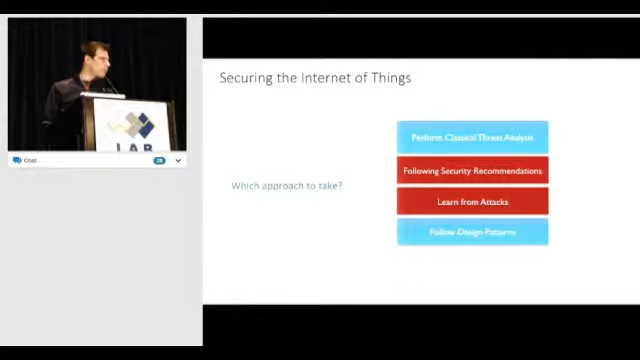 LAB
Chat
Securing the Internet of Things
Which approach to take?
Perform Classical Threat Analysis
Following Security Recommendations
Learn from Attacks
Follow Design Patterns